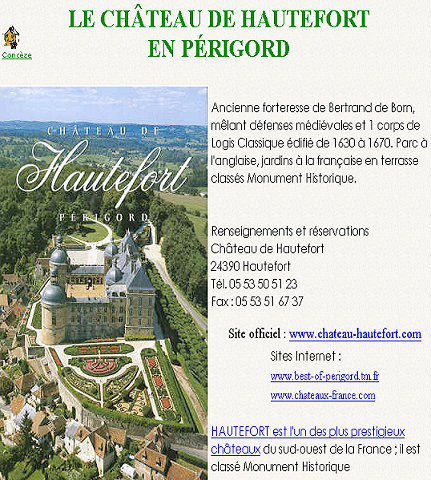 LE CHÂTEAU DE HAUTEFORT
EN PÉRIGORD
Corrèze
CHÂTEAU DE
Hautefort
PÉRIGORD
Ancienne forteresse de Bertrand de Born,
mêlant défenses médiévales et 1 corps de
Logis Classique édifié de 1630 à 1670. Parc à
l'anglaise, jardins à la française en terrasse
classés Monument Historique.
Renseignements et réservations
Château de Hautefort
24390 Hautefort
Tél. 05 53 50 51 23
Fax : 05 53 51 67 37
Site officiel : www.chateau-hautefort.com
Sites Internet :
www.best-of-perigord.tm.fr
www.chateaux-france.com
HAUTEFORT est l'un des plus prestigieux
châteaux du sud-ouest de la France ; il est
classé Monument Historique